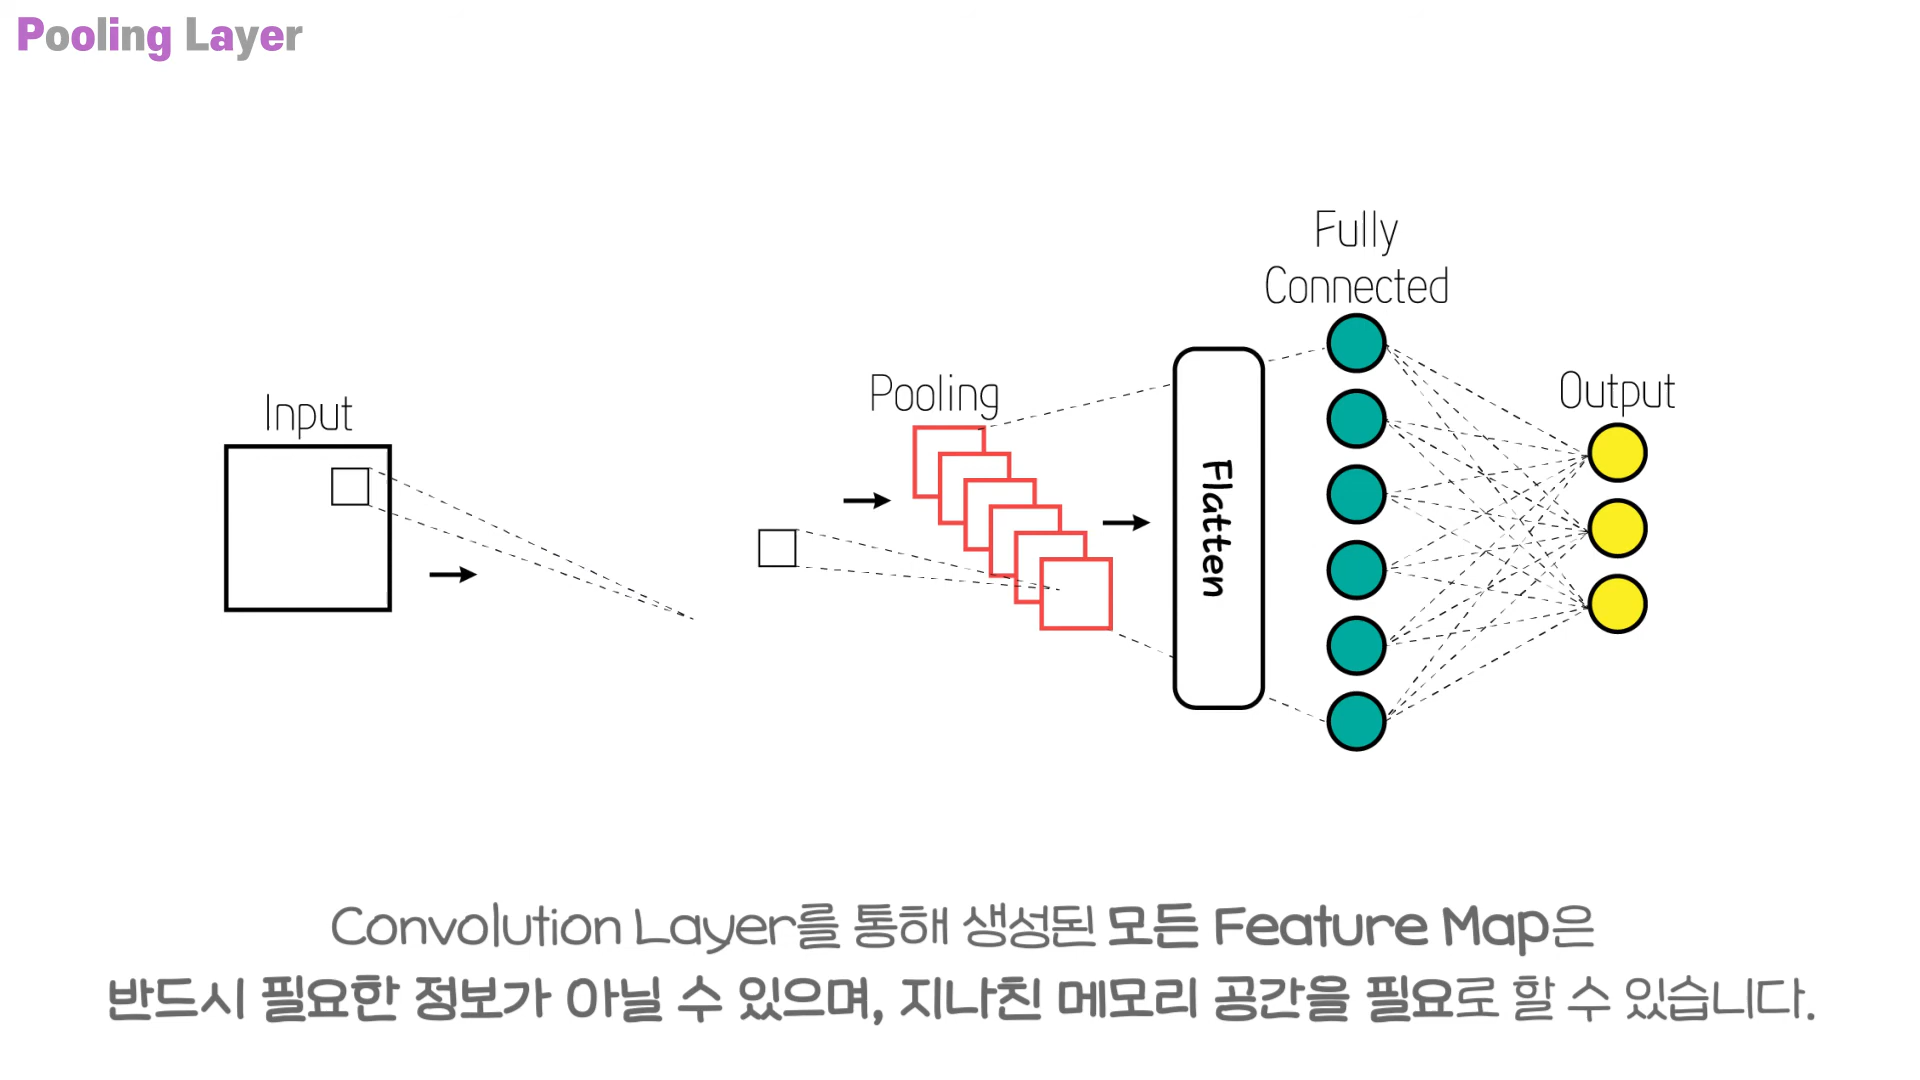 Pooling Layer
Fully
Connected
Output
Pooling
Input
Flatten
Convolution Layer를 통해 생성된 모든 Feature Map은
반드시 필요한 정보가 아닐 수 있으며, 지나친 메모리 공간을 필요로 할 수 있습니다.